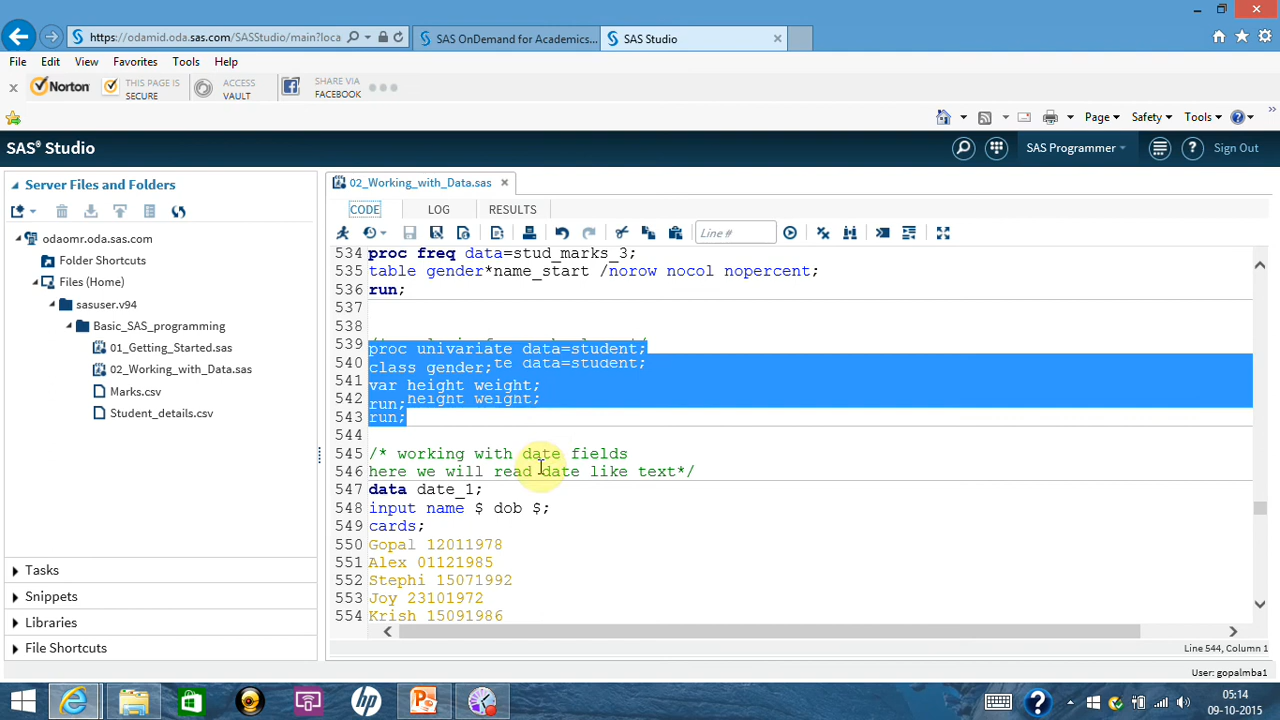 https://odamid.oda.sas.com/SASStudio/main?loca
SAS OnDemand for Academics...
SAS Studio
File Edit View Favorites Tools Help
Norton
THIS PAGE IS
SECURE
ACCESS
VAULT
SHARE VIA
FACEBOOK
Page Safety Tools
SAS® Studio
SAS Programmer
Sign Out
Server Files and Folders
odaomr.oda.sas.com
Folder Shortcuts
Files (Home)
sasuser.v94
Basic_SAS_programming
01_Getting_Started.sas
02_Working_with_Data.sas
Marks.csv
Student_details.csv
Tasks
Snippets
Libraries
File Shortcuts
02_Working_with_Data.sas
CODE LOG RESULTS
Line #
534 proc freq data=stud_marks_3;
535 table gender*name_start /norow nocol nopercent;
536 run;
537
538
539 proc univariate data=student;
540 class gender;te data=student;
541 var height weight;
542 run;height weight;
543 run;
544
545 /* working with date fields
546 here we will read date like text*/
547 data date_1;
548 input name $ dob $;
549 cards;
550 Gopal 12011978
551 Alex 01121985
552 Stephi 15071992
553 Joy 23101972
554 Krish 15091986
Line 544, Column 1
User: gopalmba1
05:14
09-10-2015